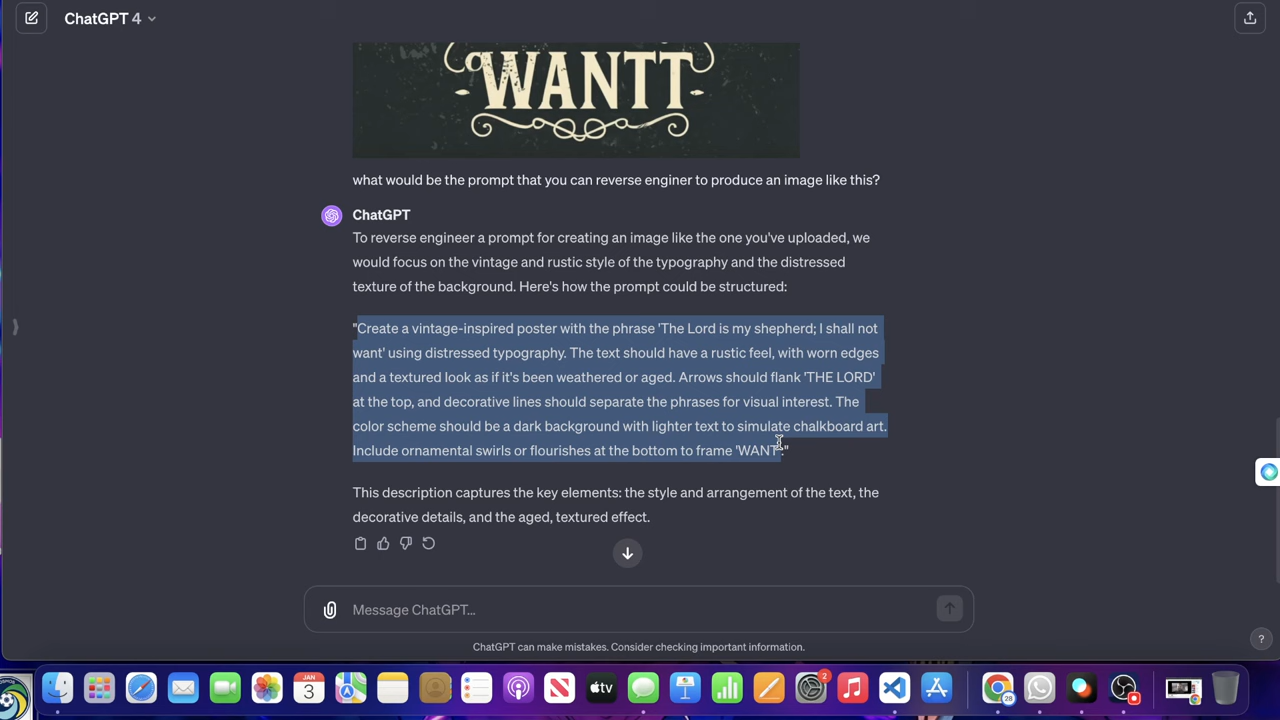 ChatGPT 4
WANTT
what would be the prompt that you can reverse enginer to produce an image like this?
ChatGPT
To reverse engineer a prompt for creating an image like the one you've uploaded, we
would focus on the vintage and rustic style of the typography and the distressed
texture of the background. Here's how the prompt could be structured:
"Create a vintage-inspired poster with the phrase 'The Lord is my shepherd; I shall not
want' using distressed typography. The text should have a rustic feel, with worn edges
and a textured look as if it's been weathered or aged. Arrows should flank 'THE LORD'
at the top, and decorative lines should separate the phrases for visual interest. The
color scheme should be a dark background with lighter text to simulate chalkboard art.
Include ornamental swirls or flourishes at the bottom to frame 'WANT'."
This description captures the key elements: the style and arrangement of the text, the
decorative details, and the aged, textured effect.
Message ChatGPT...
ChatGPT can make mistakes. Consider checking important information.
?
JAN
3
tv
2
28